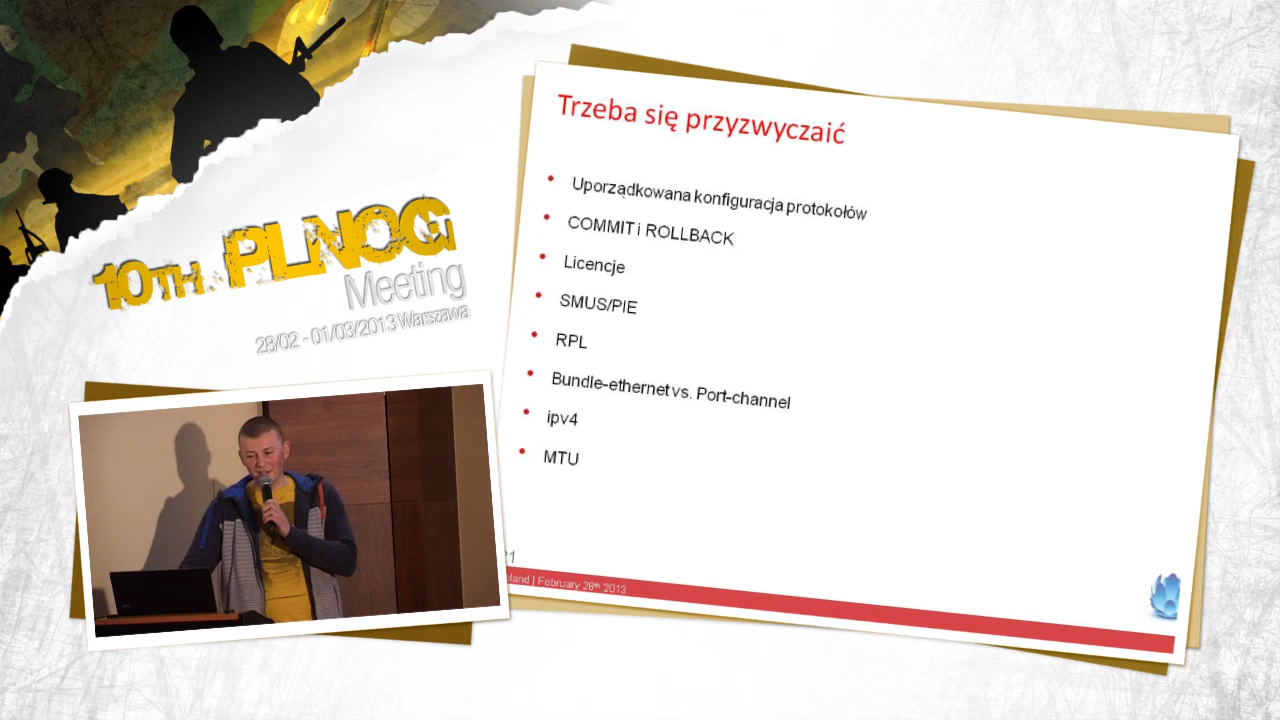 10TH PLNOG
Meeting
28/02 - 01/03/2013 Warszawa
Trzeba się przyzwyczaić
Uporządkowana konfiguracja protokołów
COMMIT i ROLLBACK
Licencje
SMUS/PIE
RPL
Bundle-ethernet vs. Port-channel
ipv4
MTU
| February 28th 2013